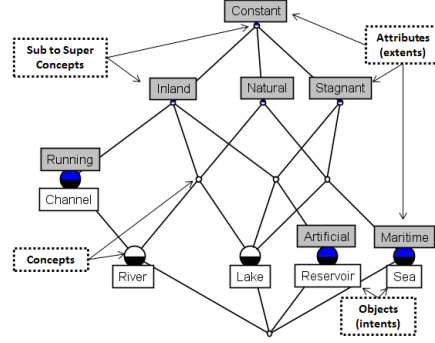 Constant
Sub to Super
Concepts
Attributes
(extents)
Inland
Natural
Stagnant
Running
Channel
Concepts
Artificial
Maritime
River
Lake
Reservoir
Sea
Objects
(intents)